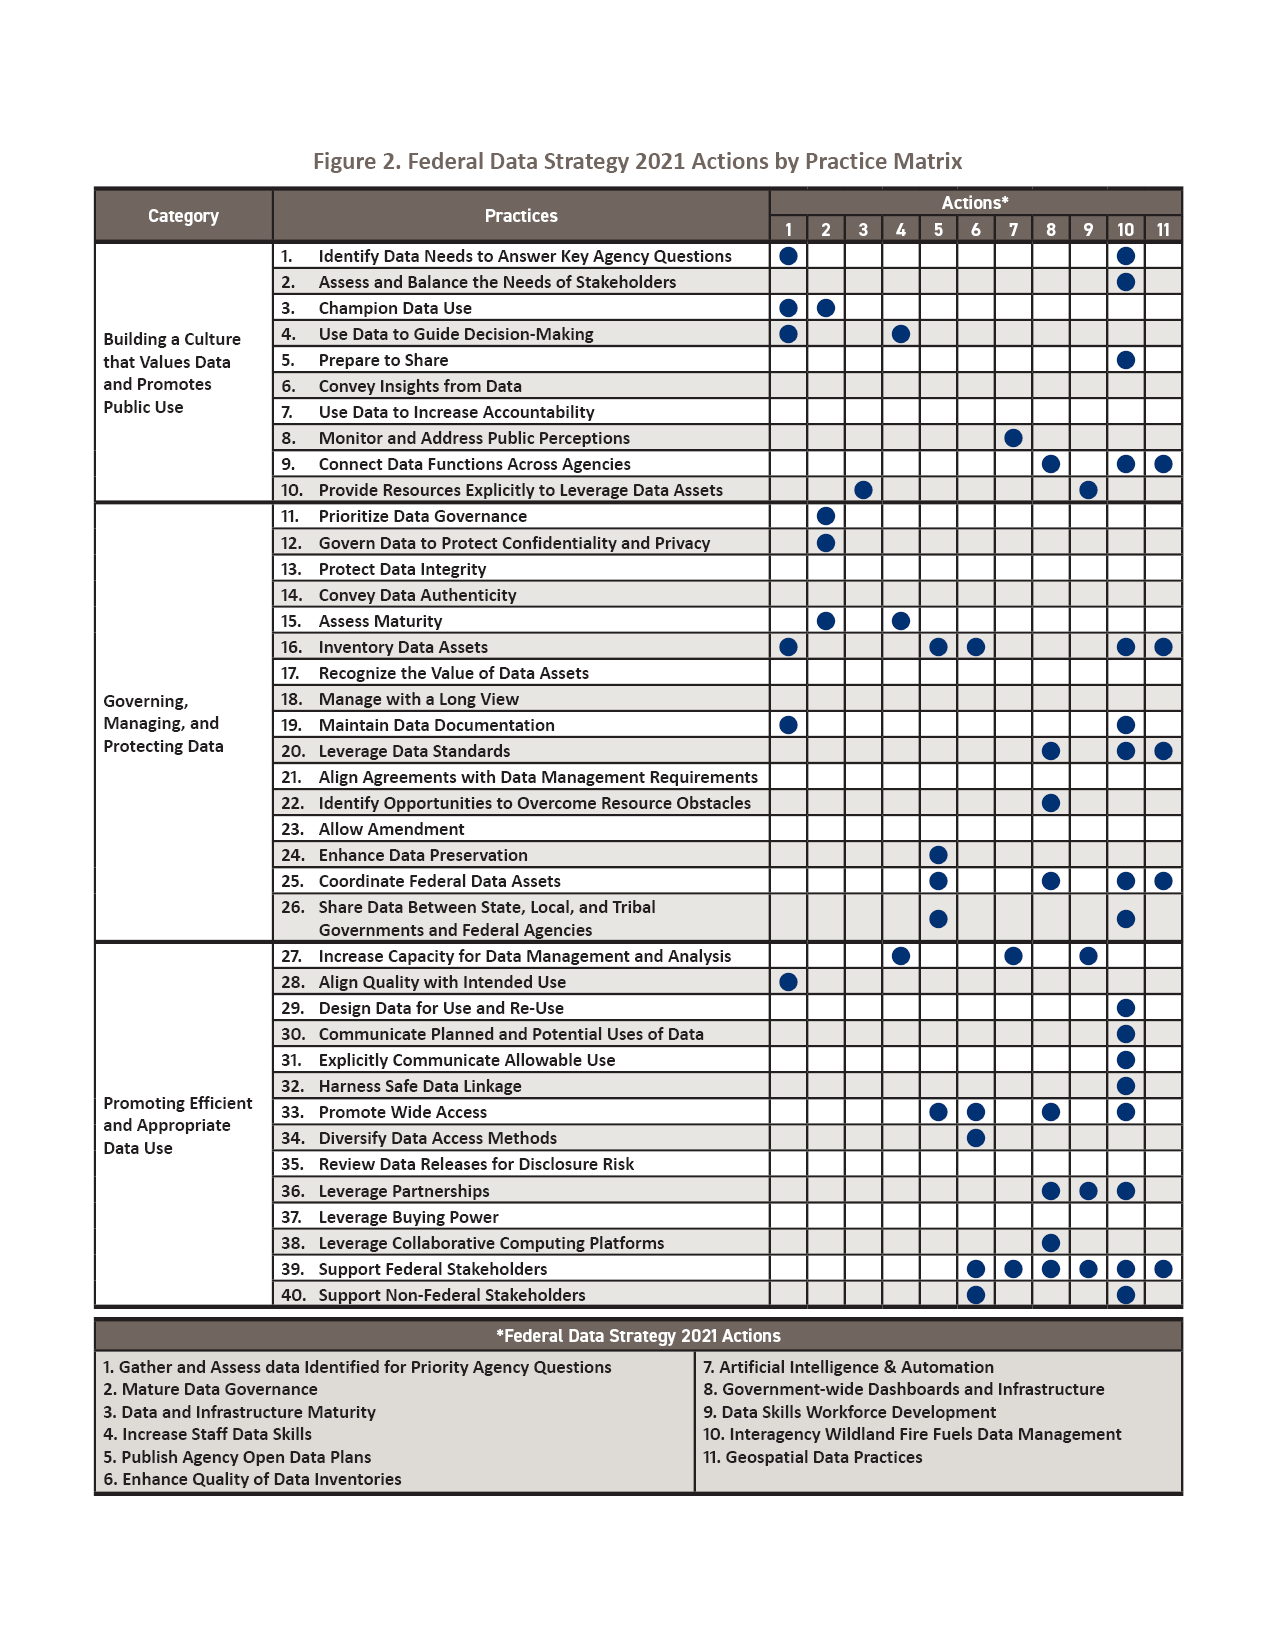 Figure 2. Federal Data Strategy 2021 Actions by Practice Matrix
Category Practices Actions*
1 2 3 4 5 6 7 8 9 10 11
Building a Culture
that Values Data
and Promotes
Public Use
1. Identify Data Needs to Answer Key Agency Questions
2. Assess and Balance the Needs of Stakeholders
3. Champion Data Use
4. Use Data to Guide Decision-Making
5. Prepare to Share
6. Convey Insights from Data
7. Use Data to Increase Accountability
8. Monitor and Address Public Perceptions
9. Connect Data Functions Across Agencies
10. Provide Resources Explicitly to Leverage Data Assets
Governing,
Managing, and
Protecting Data
11. Prioritize Data Governance
12. Govern Data to Protect Confidentiality and Privacy
13. Protect Data Integrity
14. Convey Data Authenticity
15. Assess Maturity
16. Inventory Data Assets
17. Recognize the Value of Data Assets
18. Manage with a Long View
19. Maintain Data Documentation
20. Leverage Data Standards
21. Align Agreements with Data Management Requirements
22. Identify Opportunities to Overcome Resource Obstacles
23. Allow Amendment
24. Enhance Data Preservation
25. Coordinate Federal Data Assets
26. Share Data Between State, Local, and Tribal
Governments and Federal Agencies
Promoting Efficient
and Appropriate
Data Use
27. Increase Capacity for Data Management and Analysis
28. Align Quality with Intended Use
29. Design Data for Use and Re-Use
30. Communicate Planned and Potential Uses of Data
31. Explicitly Communicate Allowable Use
32. Harness Safe Data Linkage
33. Promote Wide Access
34. Diversify Data Access Methods
35. Review Data Releases for Disclosure Risk
36. Leverage Partnerships
37. Leverage Buying Power
38. Leverage Collaborative Computing Platforms
39. Support Federal Stakeholders
40. Support Non-Federal Stakeholders
*Federal Data Strategy 2021 Actions
1. Gather and Assess data Identified for Priority Agency Questions
2. Mature Data Governance
3. Data and Infrastructure Maturity
4. Increase Staff Data Skills
5. Publish Agency Open Data Plans
6. Enhance Quality of Data Inventories
7. Artificial Intelligence & Automation
8. Government-wide Dashboards and Infrastructure
9. Data Skills Workforce Development
10. Interagency Wildland Fire Fuels Data Management
11. Geospatial Data Practices